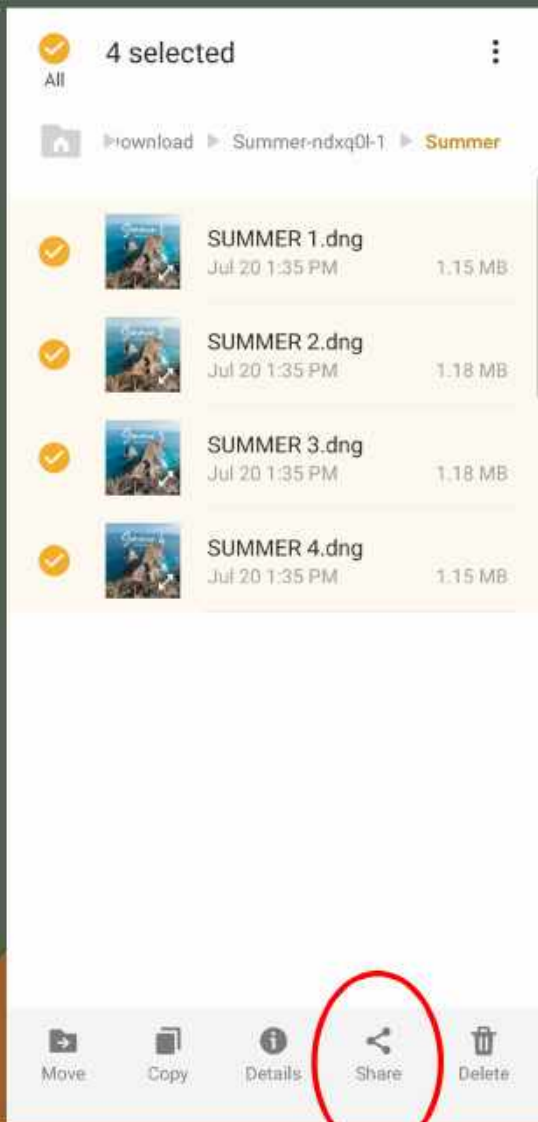 4 selected
All
ownload Summer-ndxq0l-1 Summer
SUMMER 1.dng
Jul 20 1:35 PM 1.15 MB
SUMMER 2.dng
Jul 20 1:35 PM 1.18 MB
SUMMER 3.dng
Jul 20 1:35 PM 1.18 MB
SUMMER 4.dng
Jul 20 1:35 PM 1.15 MB
Move Copy Details Share Delete